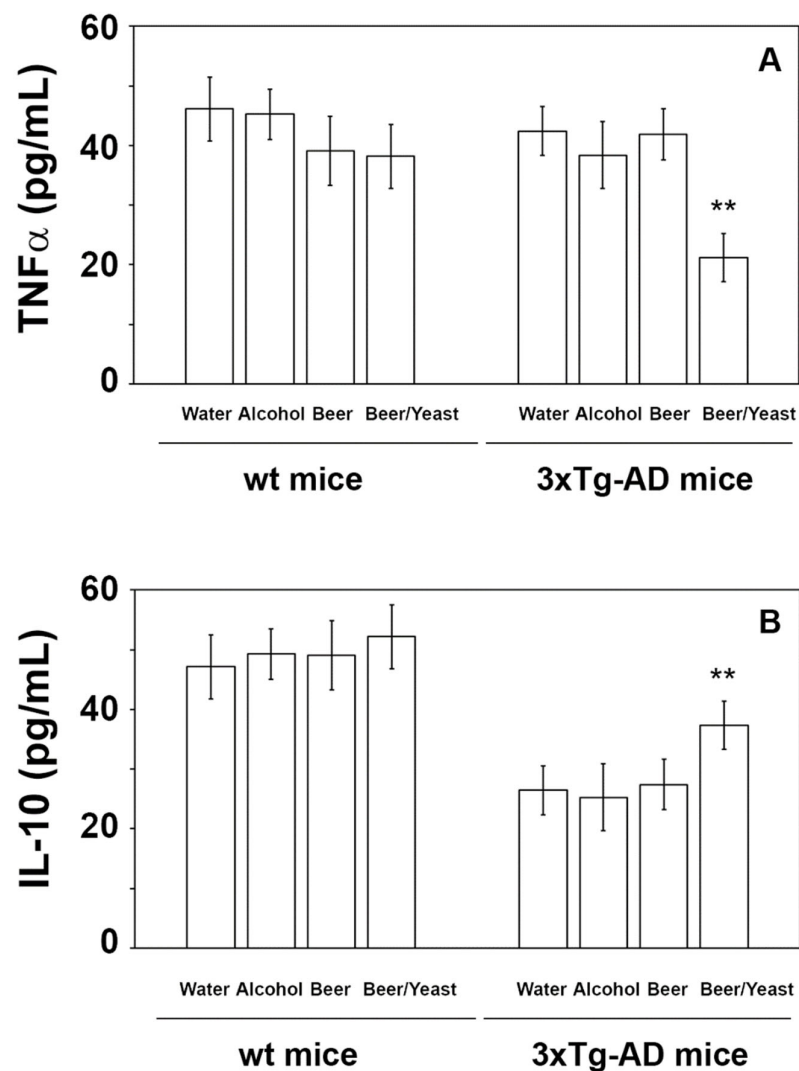 60
A
TNFα (pg/mL)
40
**
20
0
Water Alcohol Beer Beer/Yeast Water Alcohol Beer Beer/Yeast
wt mice 3xTg-AD mice
60
B
IL-10 (pg/mL)
**
40
20
0
Water Alcohol Beer Beer/Yeast Water Alcohol Beer Beer/Yeast
wt mice 3xTg-AD mice